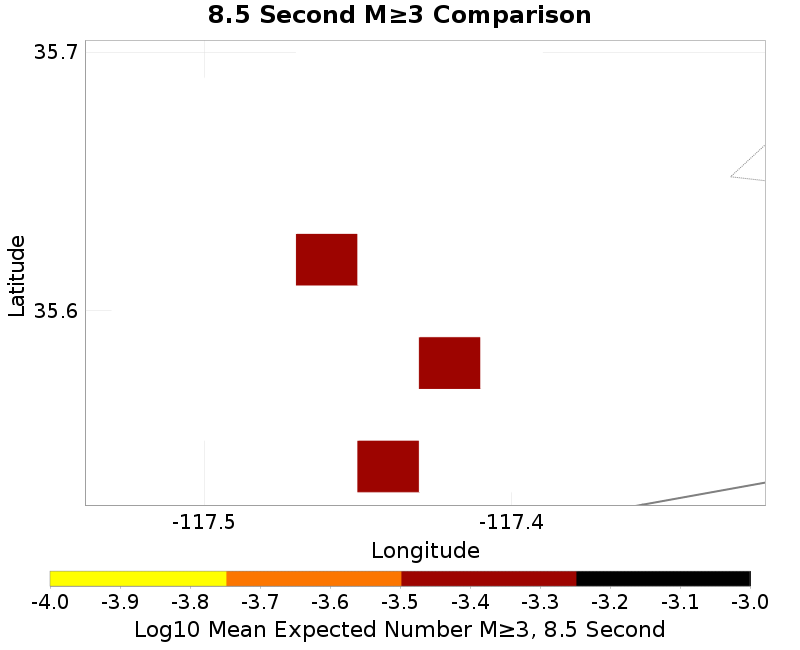 8.5 Second M≥3 Comparison
35.7
35.6
Latitude
-117.5 -117.4
Longitude
-4.0 -3.9 -3.8 -3.7 -3.6 -3.5 -3.4 -3.3 -3.2 -3.1 -3.0
Log10 Mean Expected Number M≥3, 8.5 Second